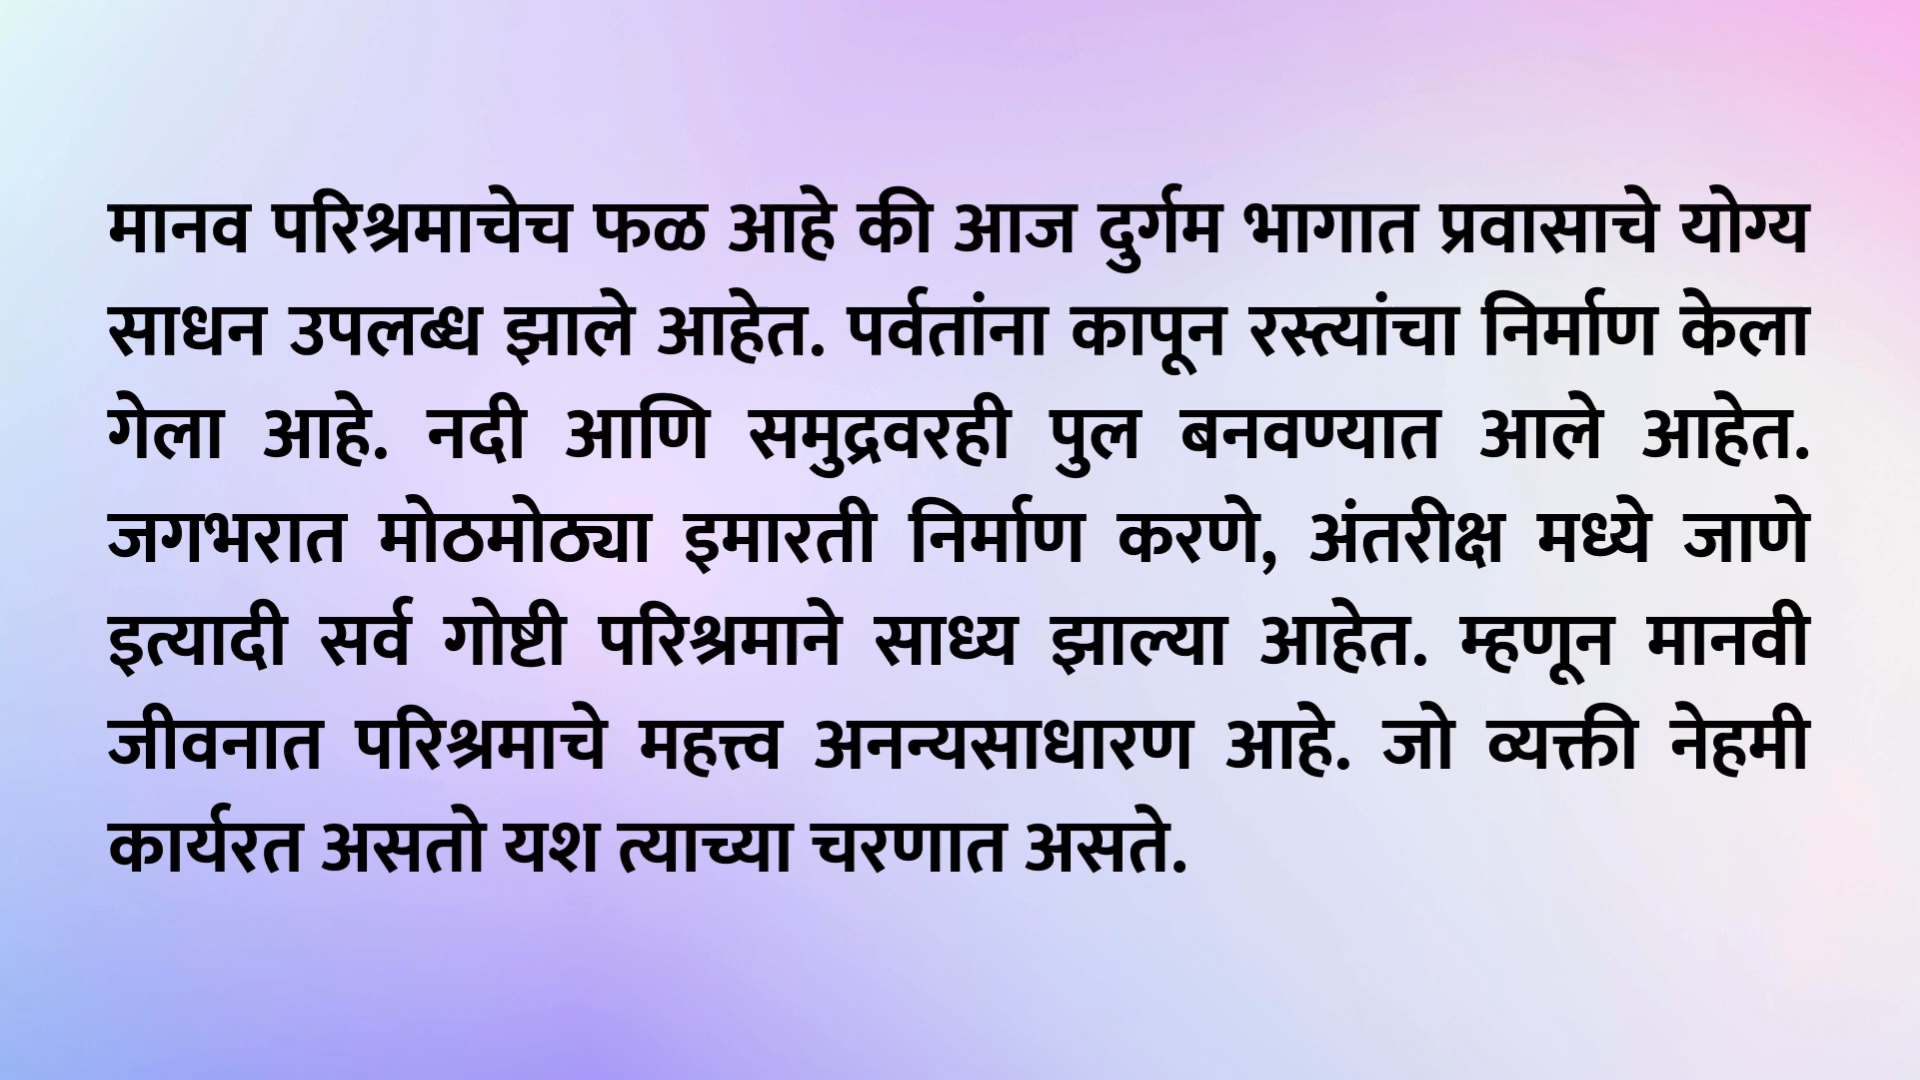 मानव परिश्रमाचेच फळ आहे की आज दुर्गम भागात प्रवासाचे योग्य
साधन उपलब्ध झाले आहेत. पर्वतांना कापून रस्त्यांचा निर्माण केला
गेला आहे. नदी आणि समुद्रवरही पुल बनवण्यात आले आहेत.
जगभरात मोठमोठ्या इमारती निर्माण करणे, अंतरीक्ष मध्ये जाणे
इत्यादी सर्व गोष्टी परिश्रमाने साध्य झाल्या आहेत. म्हणून मानवी
जीवनात परिश्रमाचे महत्त्व अनन्यसाधारण आहे. जो व्यक्ती नेहमी
कार्यरत असतो यश त्याच्या चरणात असते.